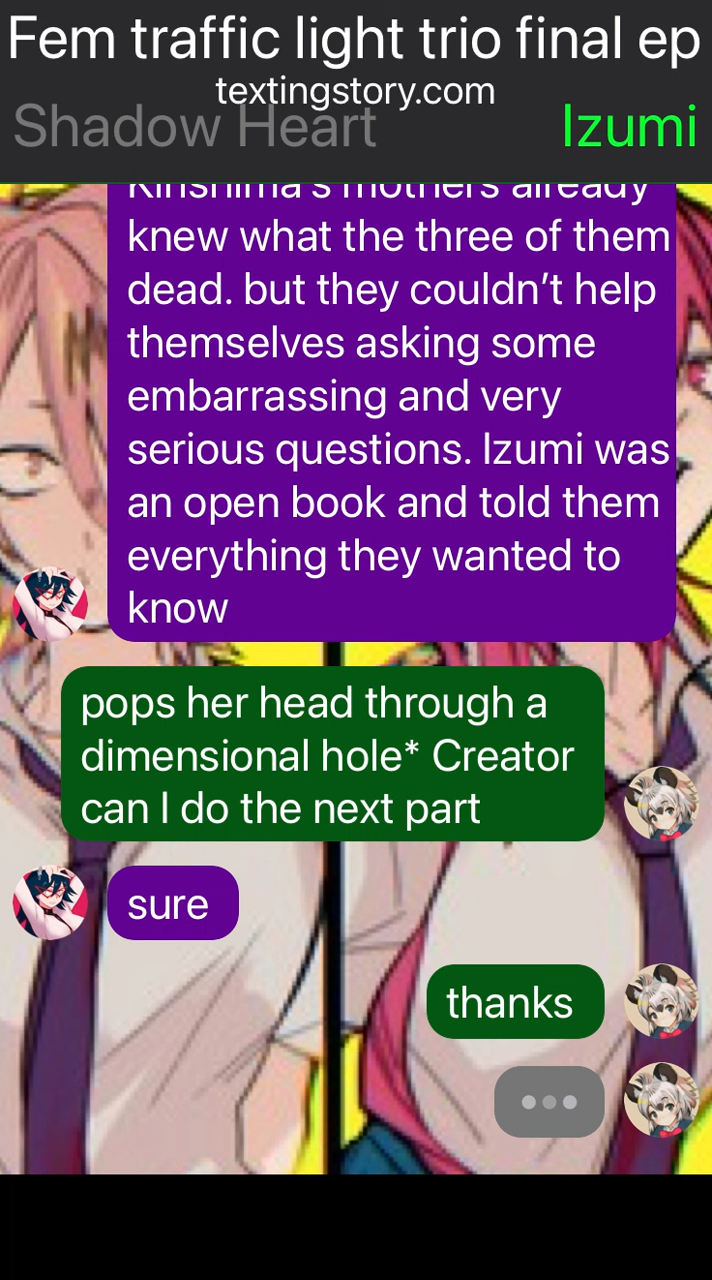 Fem traffic light trio final ep
textingstory.com
Shadow Heart
Izumi
Kirishima's mothers already
knew what the three of them
dead. but they couldn't help
themselves asking some
embarrassing and very
serious questions. Izumi was
an open book and told them
everything they wanted to
know
pops her head through a
dimensional hole* Creator
can I do the next part
sure
thanks